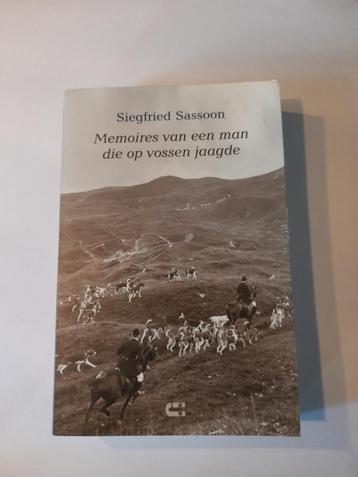 Siegfried Sassoon
Memoires van een man
die op vossen jaagde